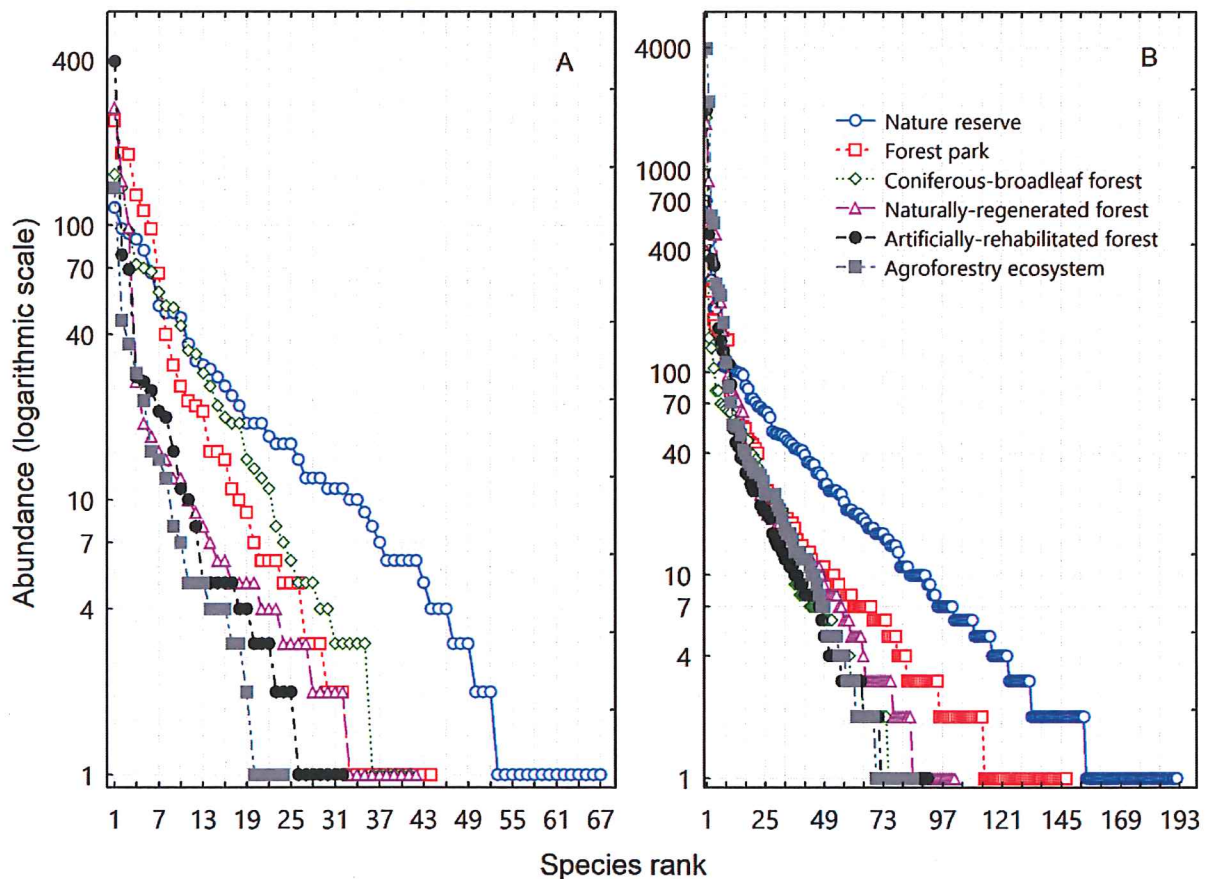 Abundance (logarithmic scale)
400
100
70
40
10
7
4
1
A
1 7 13 19 25 31 37 43 49 55 61 67
4000
1000
700
400
100
70
40
10
7
4
1
B
Nature reserve
Forest park
Coniferous-broadleaf forest
Naturally-regenerated forest
Artificially-rehabilitated forest
Agroforestry ecosystem
1 25 49 73 97 121 145 169 193
Species rank